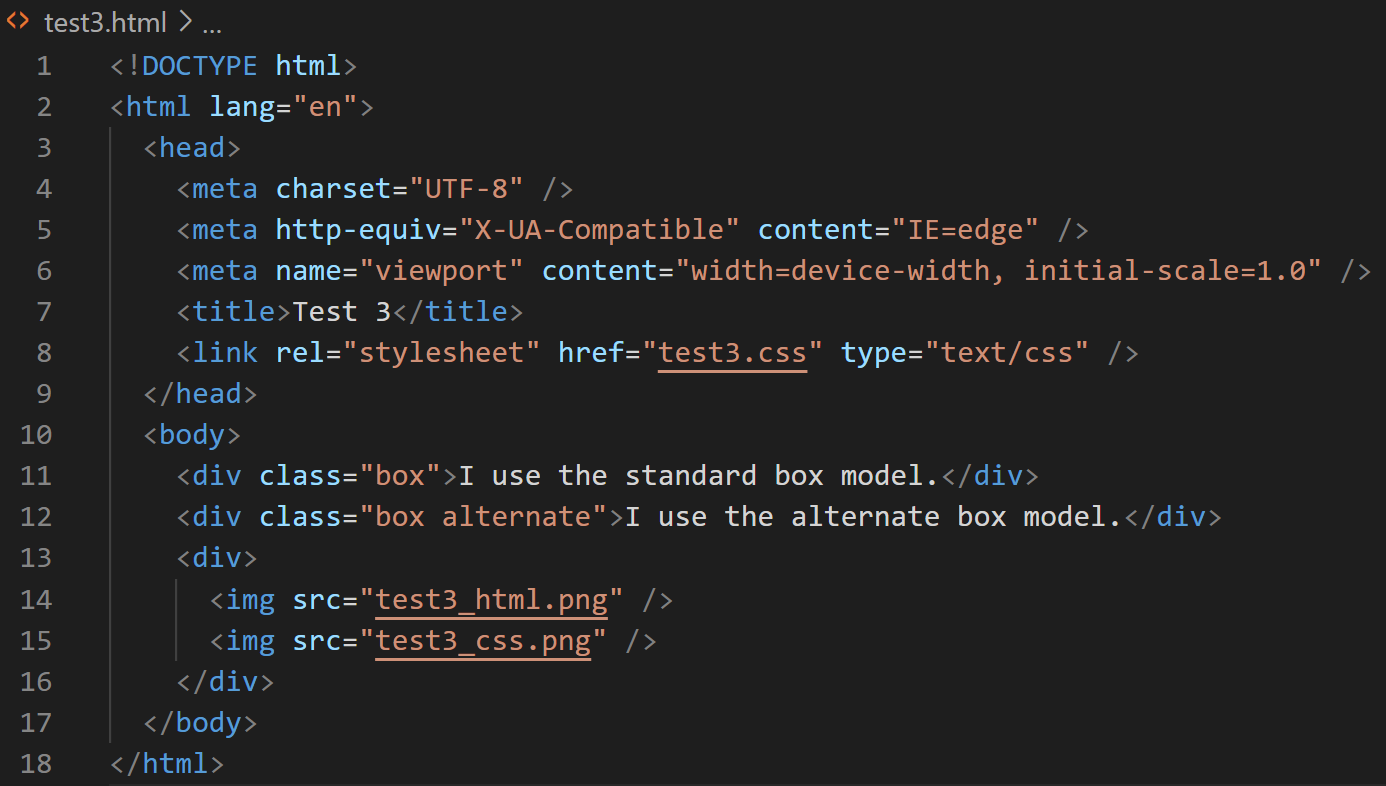 test3.html > ...
1 <!DOCTYPE html>
2 <html lang="en">
3 <head>
4 <meta charset="UTF-8" />
5 <meta http-equiv="X-UA-Compatible" content="IE=edge" />
6 <meta name="viewport" content="width=device-width, initial-scale=1.0" />
7 <title>Test 3</title>
8 <link rel="stylesheet" href="test3.css" type="text/css" />
9 </head>
10 <body>
11 <div class="box">I use the standard box model.</div>
12 <div class="box alternate">I use the alternate box model.</div>
13 <div>
14 <img src="test3_html.png" />
15 <img src="test3_css.png" />
16 </div>
17 </body>
18 </html>